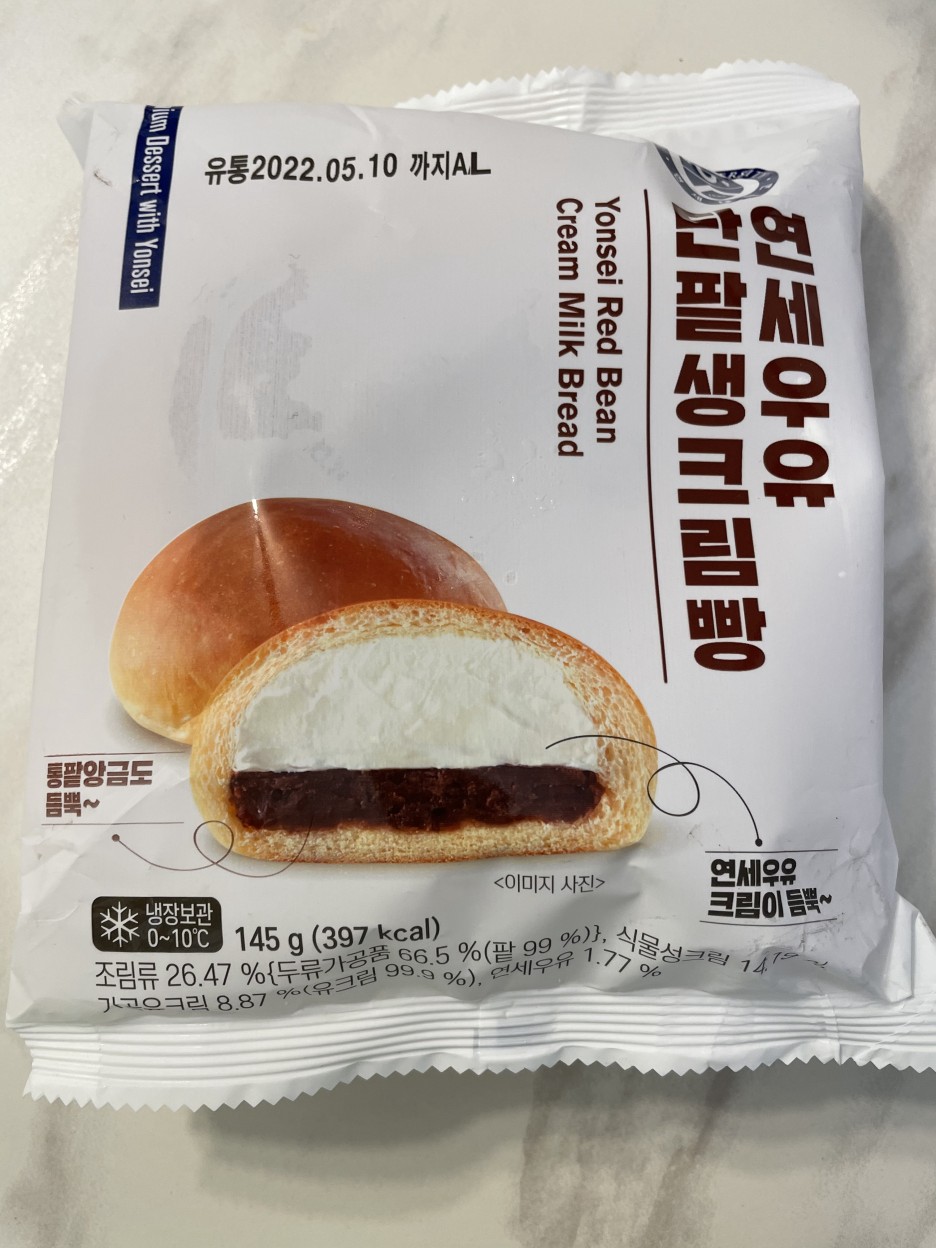 Dessert with Yonsei
유통2022.05.10 까지AL
연세우유
단팥생크림빵
Yonsei Red Bean
Cream Milk Bread
통팥앙금도
듬뿍~
<이미지 사진>
연세우유
크림이 듬뿍~
냉장보관
0~10℃
145 g (397 kcal)
조림류 26.47 %{두류가공품 66.5 %(팥 99 %)}, 식물성크림
가공유크림 8.87 %(유크림 99.9 %), 연세우유 1.77 %